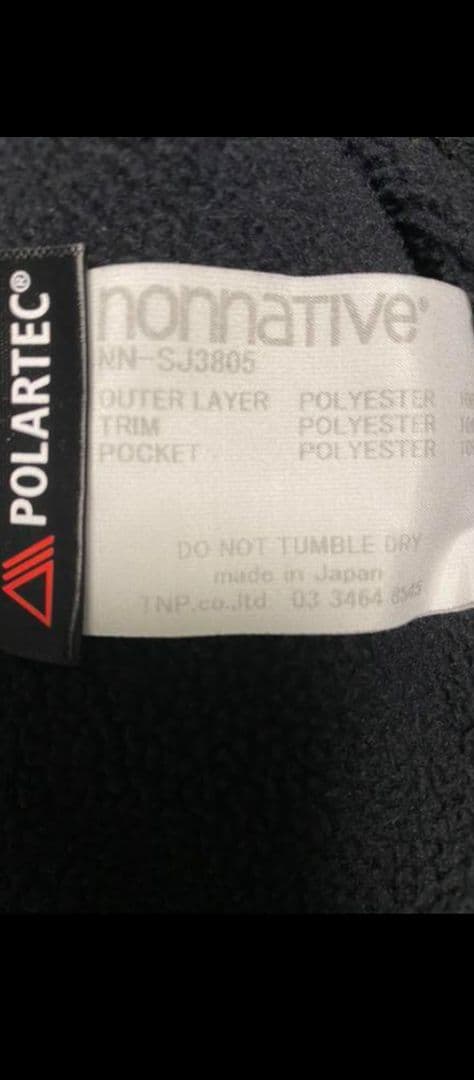 POLARTEC®
nonnative®
NN-SJ3805
OUTER LAYER POLYESTER
TRIM POLYESTER
POCKET POLYESTER
DO NOT TUMBLE DRY
made in Japan
TNP.co.,ltd. 03 3464 8545